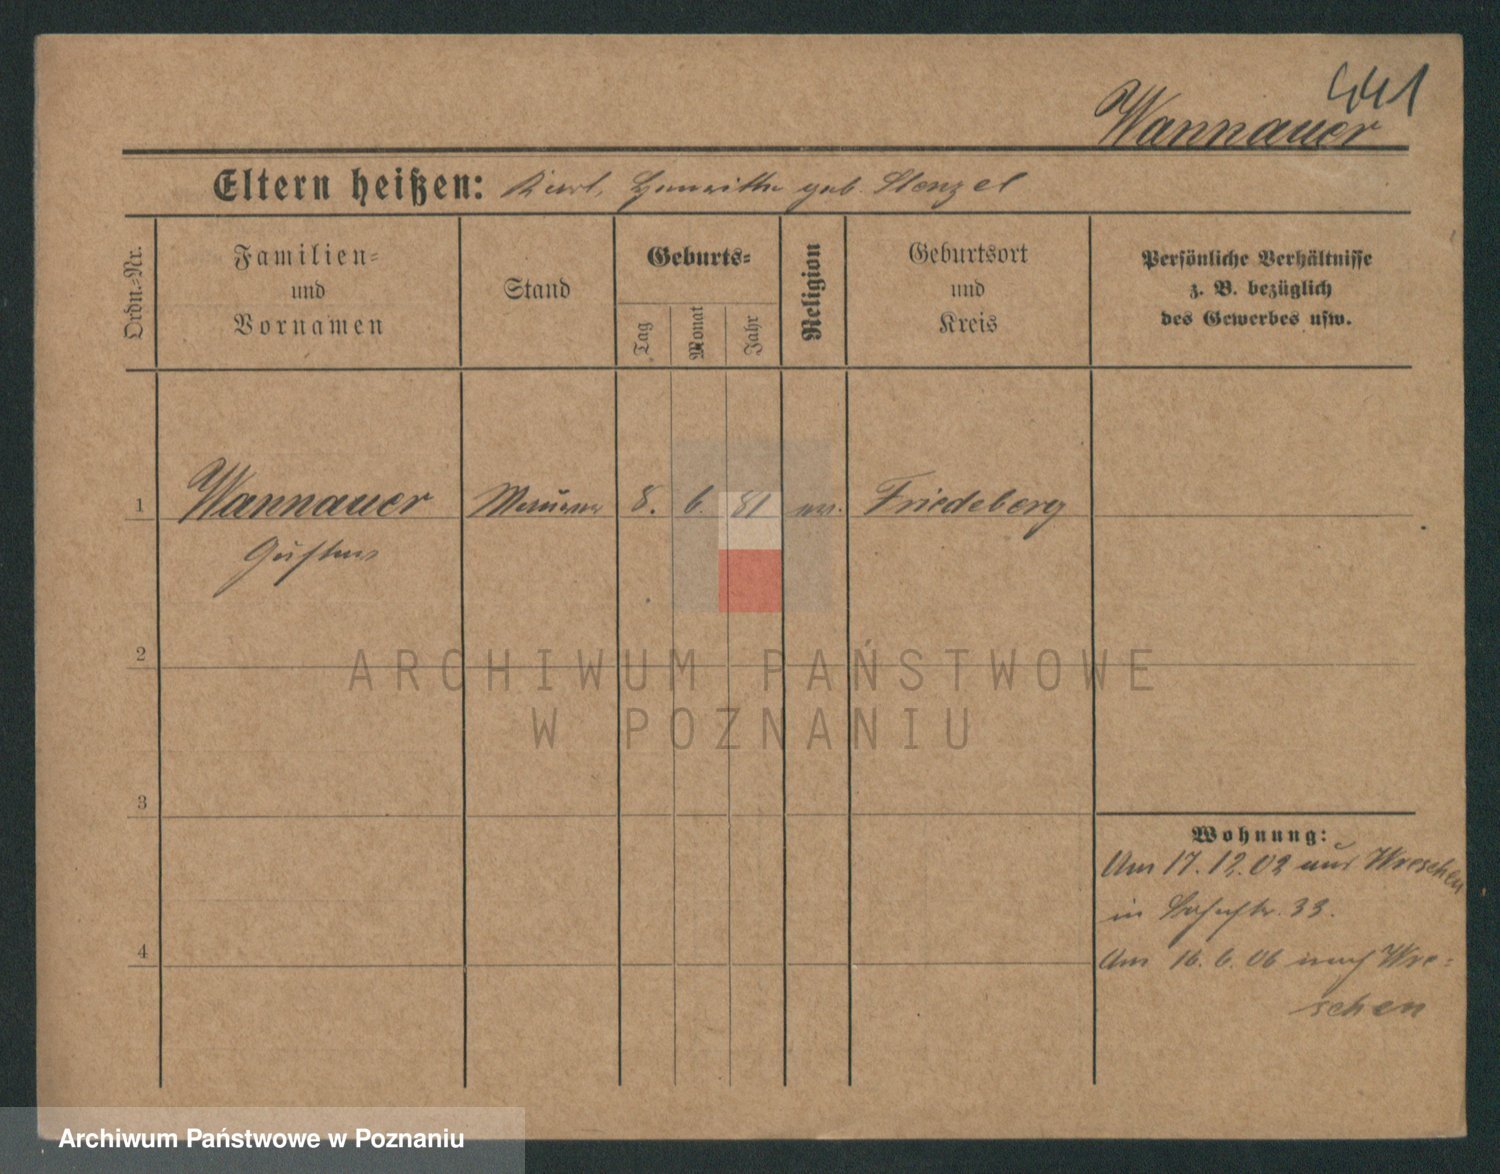 441
Wannauer
Eltern heißen: Karl, Henriette geb. Stenzel
Ordn.-Nr.
Familien-
und
Vornamen
Stand
Geburts-
Tag
Monat
Jahr
Religion
Geburtsort
und
Kreis
Persönliche Verhältnisse
z. B. bezüglich
des Gewerbes usw.
1 Wannauer Maurer 8. 6. 81 ev. Friedeberg
Gustav
2
3
4
Wohnung:
Am 17.12.02 aus Wreschen
in 33.
Am 16.6.06 nach Wre-
schen
ARCHIWUM PAŃSTWOWE
W POZNANIU
Archiwum Państwowe w Poznaniu